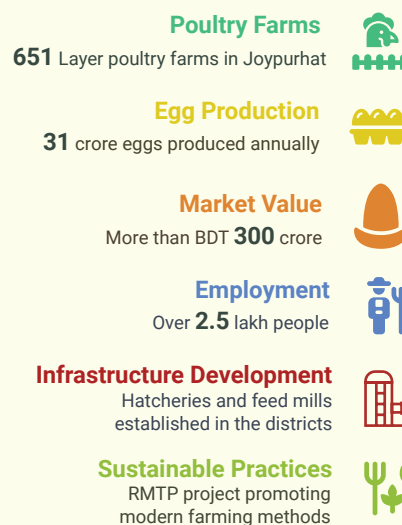 Poultry Farms
651 Layer poultry farms in Joypurhat
Egg Production
31 crore eggs produced annually
Market Value
More than BDT 300 crore
Employment
Over 2.5 lakh people
Infrastructure Development
Hatcheries and feed mills
established in the districts
Sustainable Practices
RMTP project promoting
modern farming methods